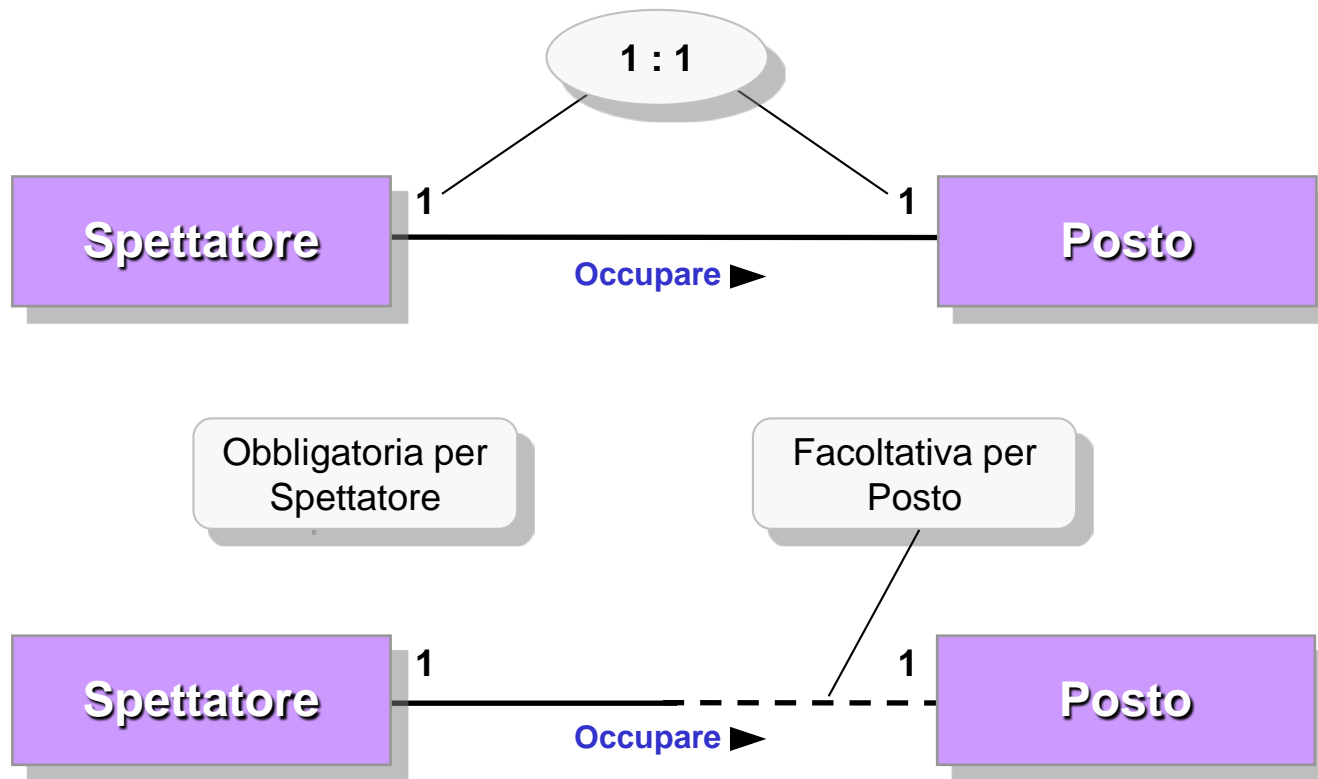 1 : 1
1
1
Spettatore
Posto
Occupare
Obbligatoria per
Spettatore
Facoltativa per
Posto
1
1
Spettatore
Posto
Occupare